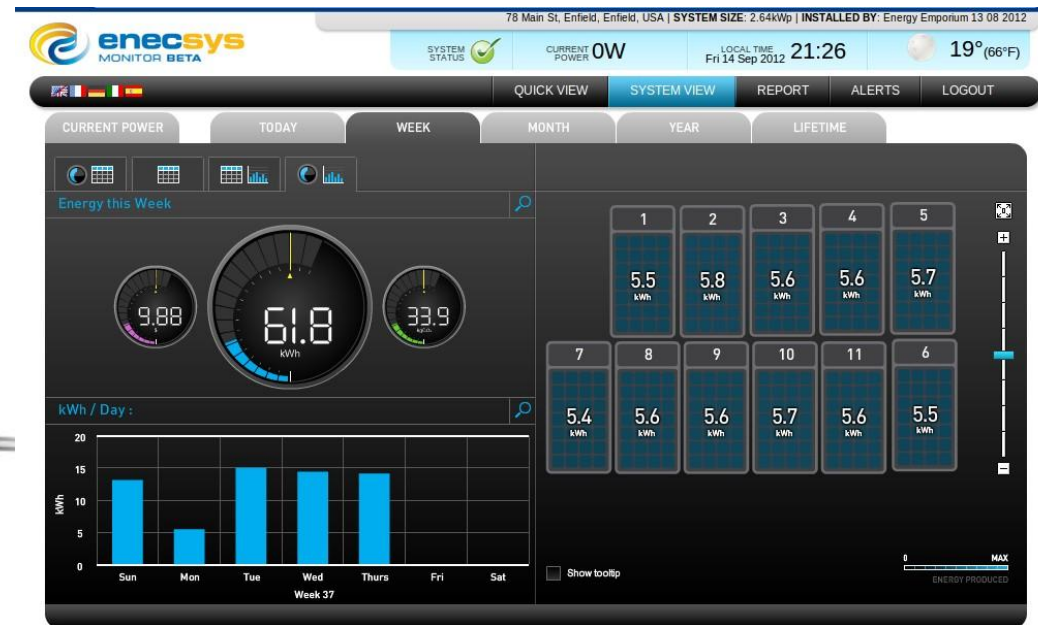 78 Main St, Enfield, Enfield, USA | SYSTEM SIZE: 2.64kWp | INSTALLED BY: Energy Emporium 13 08 2012
enecsys
MONITOR BETA
SYSTEM STATUS
CURRENT POWER 0W
LOCAL TIME
Fri 14 Sep 2012 21:26
19°(66°F)
QUICK VIEW SYSTEM VIEW REPORT ALERTS LOGOUT
CURRENT POWER TODAY WEEK MONTH YEAR LIFETIME
Energy this Week
9.88
$
61.8
kWh
33.9
kgCO₂
kWh / Day :
20
15
10
5
0
kWh
Sun Mon Tue Wed Thurs Fri Sat
Week 37
1 2 3 4 5
5.5 5.8 5.6 5.6 5.7
kWh kWh kWh kWh kWh
7 8 9 10 11 6
5.4 5.6 5.6 5.7 5.6 5.5
kWh kWh kWh kWh kWh kWh
Show tooltip
0 MAX
ENERGY PRODUCED